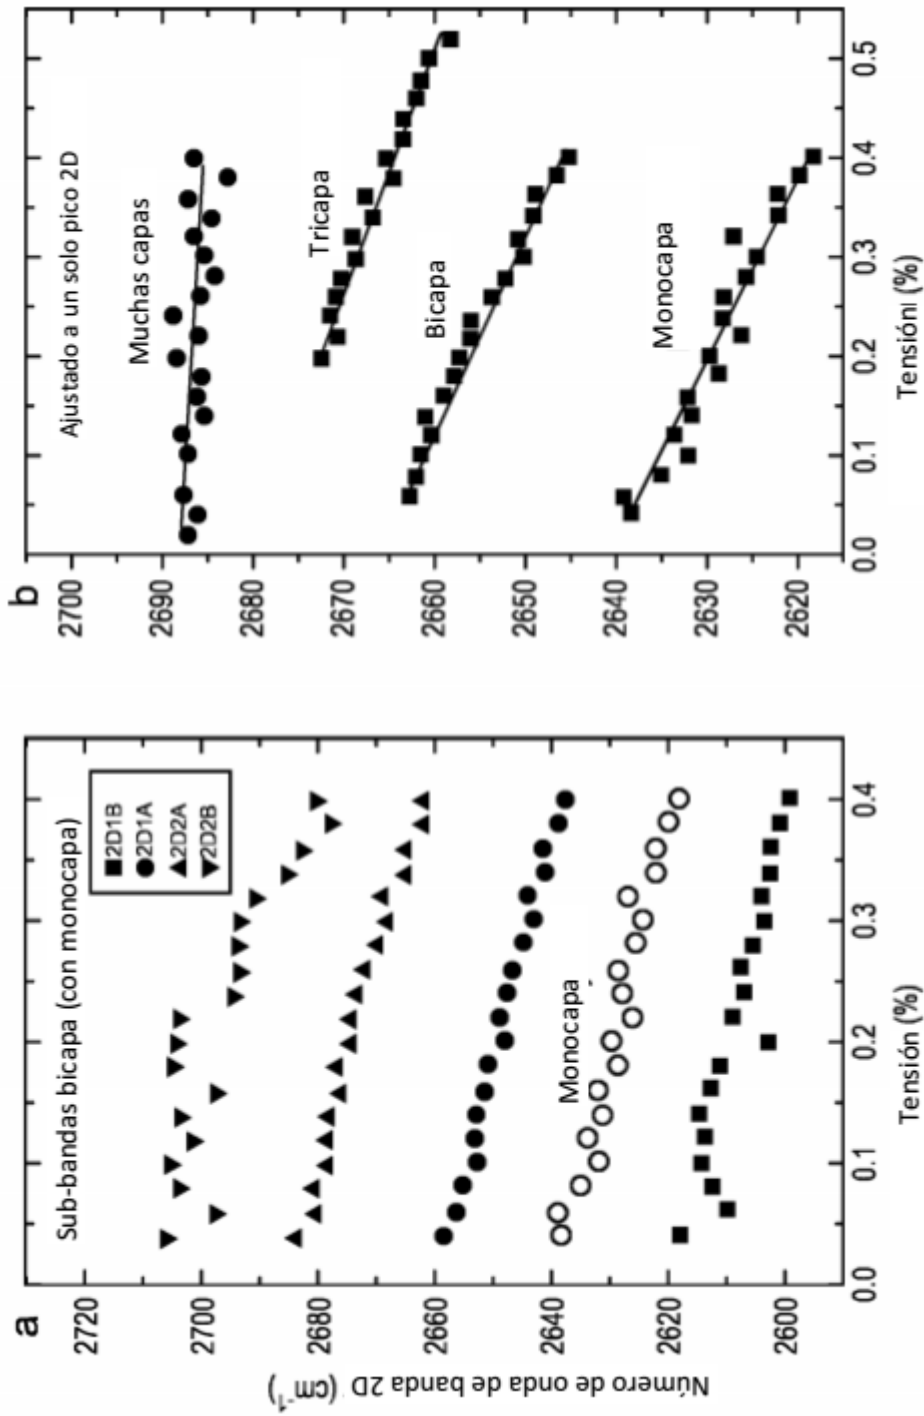 a
Sub-bandas bicapa (con monocapa)
2D1B
2D1A
2D2A
2D2B
Monocapa
2720
2700
2680
2660
2640
2620
2600
0.0
0.1
0.2
0.3
0.4
Número de onda de banda 2D (cm⁻¹)
Tensión (%)
b
Ajustado a un solo pico 2D
Muchas capas
Tricapa
Bicapa
Monocapa
2700
2690
2680
2670
2660
2650
2640
2630
2620
0.0
0.1
0.2
0.3
0.4
0.5
Tensión (%)